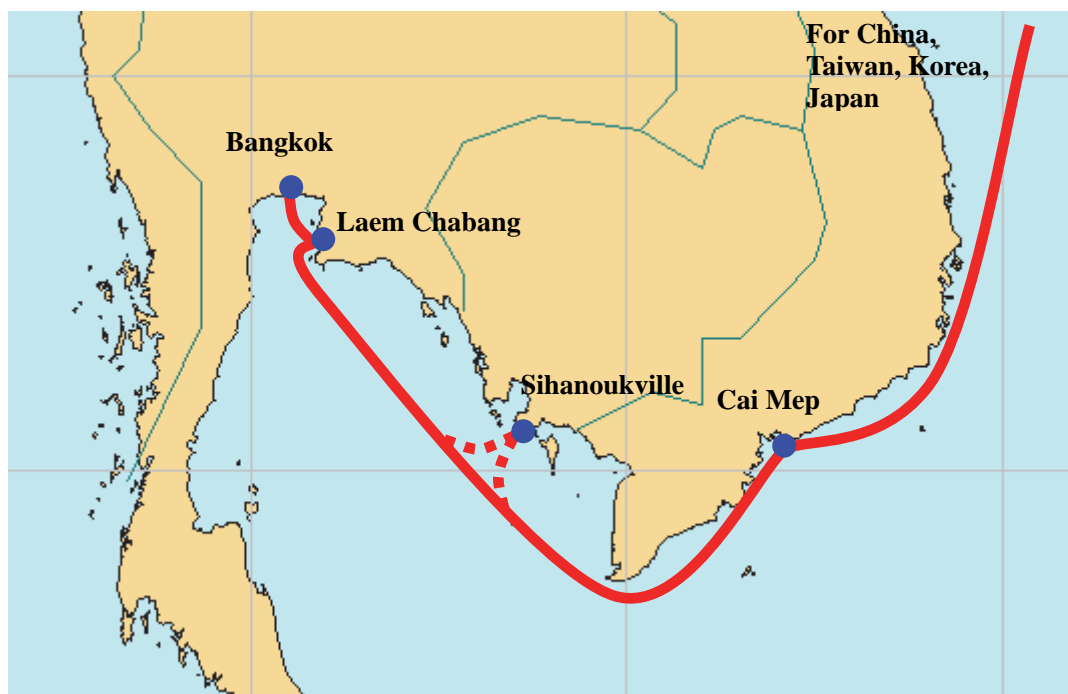 For China,
Taiwan, Korea,
Japan
Bangkok
Laem Chabang
Sihanoukville
Cai Mep